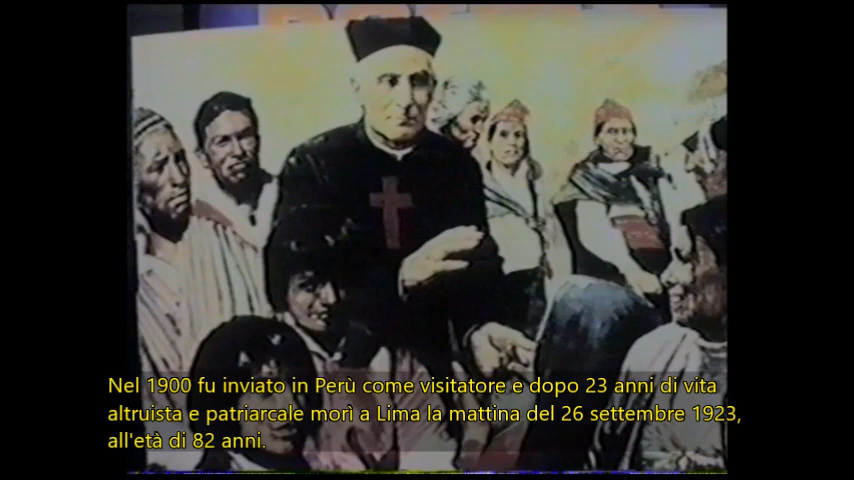 Nel 1900 fu inviato in Perù come visitatore e dopo 23 anni di vita
altruista e patriarcale morì a Lima la mattina del 26 settembre 1923,
all'età di 82 anni.